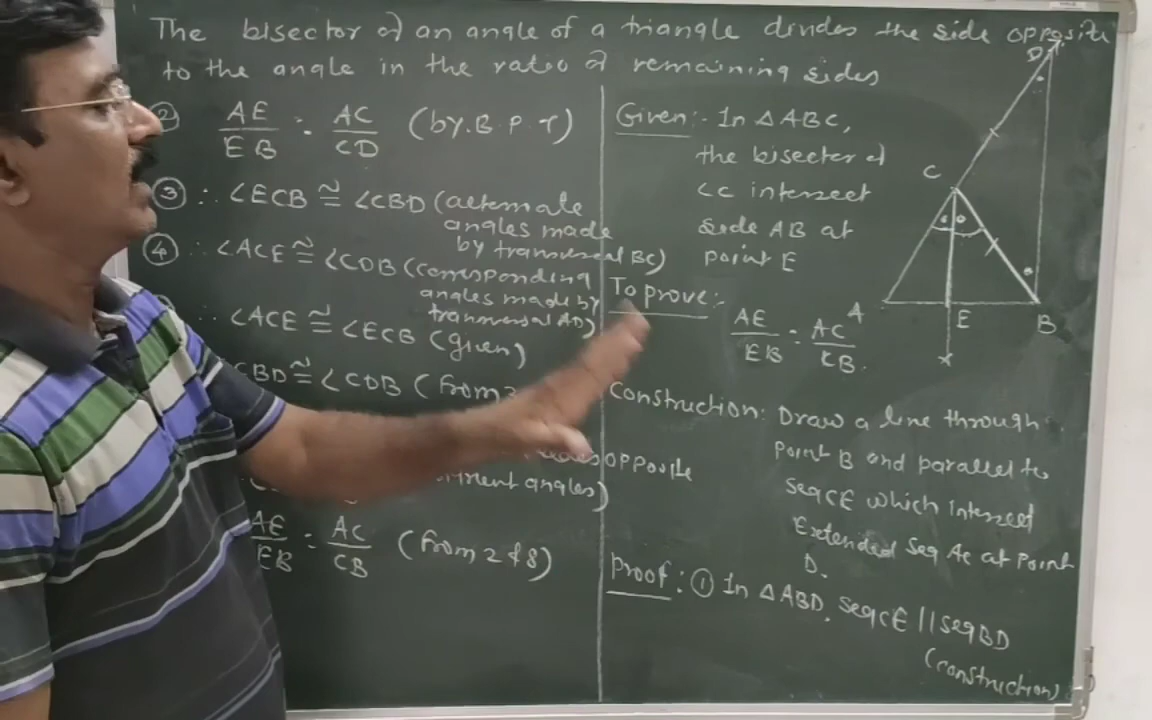 The bisector of an angle of a triangle divides the side opposite
to the angle in the ratio of remaining sides
② AE/EB = AC/CD (by. B. P. T)
③ ∴ ∠ECB ≅ ∠CBD (alternate
angles made
by transversal BC)
④ ∴ ∠ACE ≅ ∠CDB (corresponding
angles made by
transversal AD)
∴ ∠ACE ≅ ∠ECB (given)
CBD ≅ ∠CDB (from
opposite
angles)
AE/EB = AC/CB (from 2 & 8)
Given:- In △ABC,
the bisector of
∠C intersect
side AB at
point E
To prove:-
AE/EB = AC/CB.
Construction: Draw a line through
Point B and parallel to
seg CE which intersect
Extended seg AC at Point
D.
Proof: ① In △ABD, seg CE || seg BD
(construction)
D
C
A
E
B